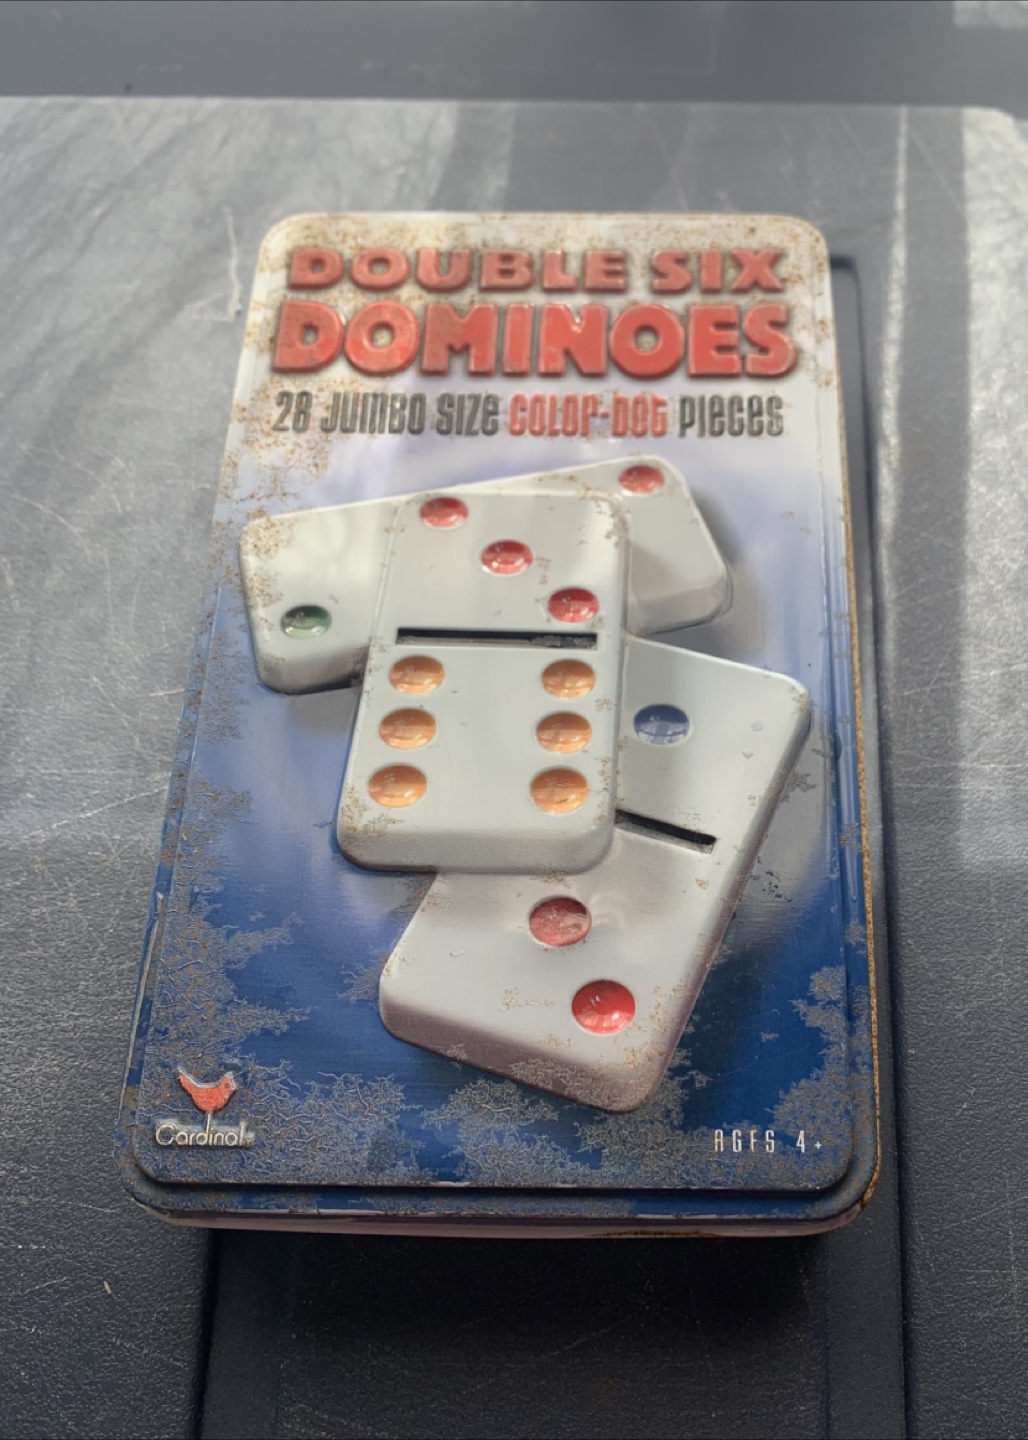 DOUBLE SIX
DOMINOES
28 JUMBO SIZE COLOR-DOT PIECES
Cardinal
AGES 4+